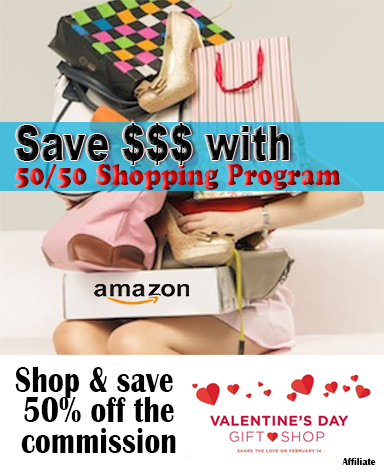 Save $$$ with
50/50 Shopping Program
amazon
Shop & save
50% off the
commission
VALENTINE'S DAY
GIFT SHOP
SHARE THE LOVE ON FEBRUARY 14
Affiliate